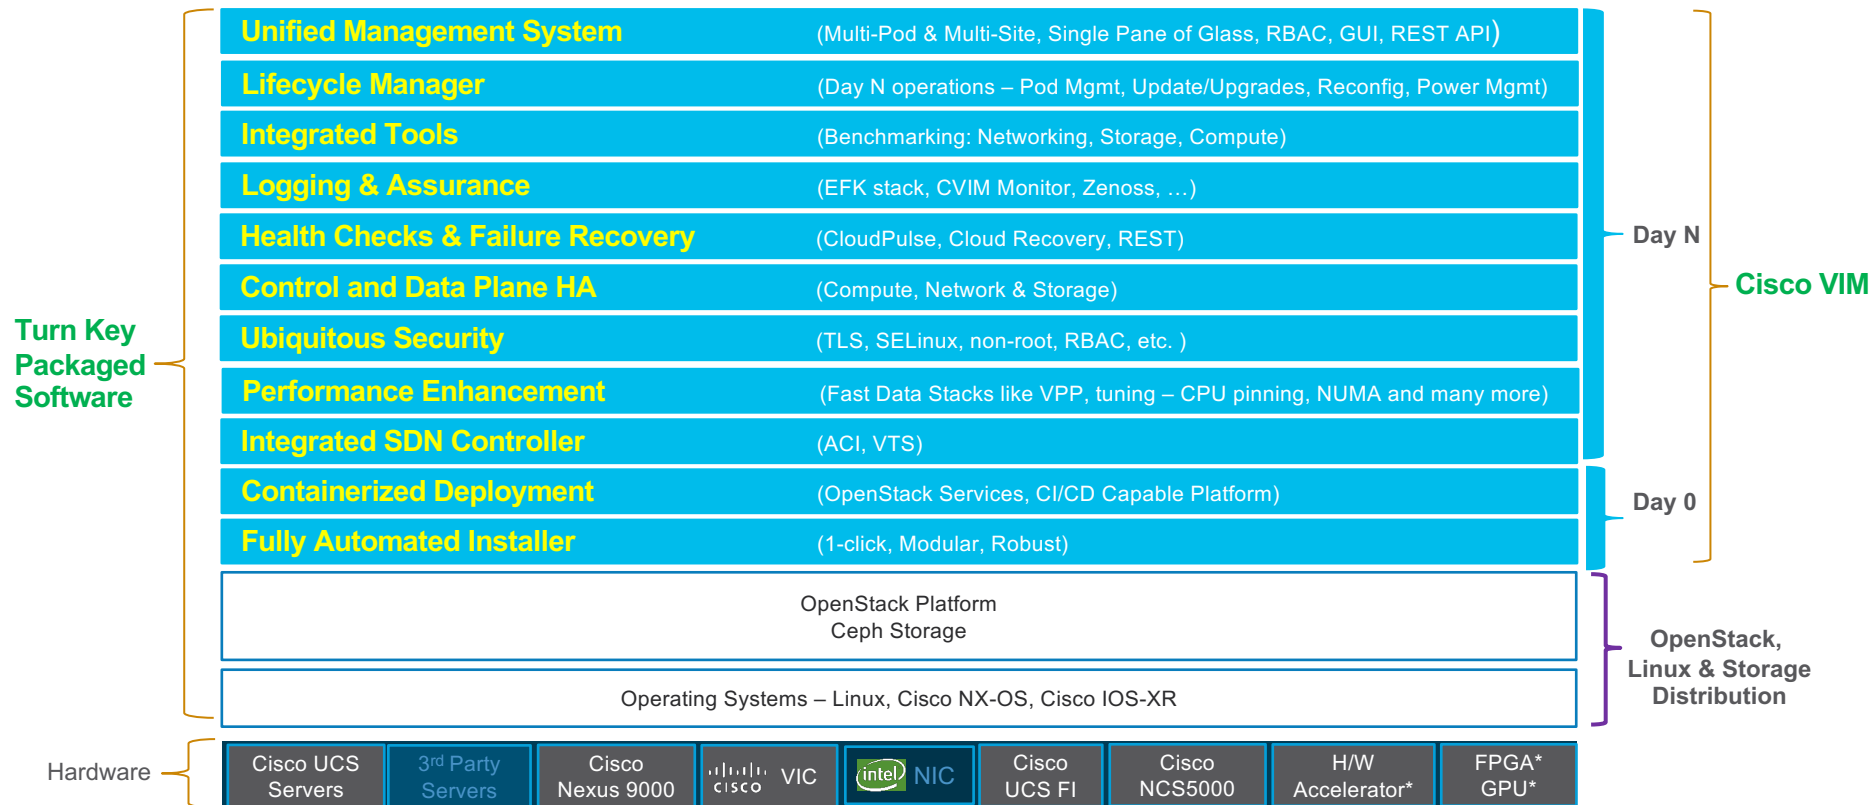 Unified Management System (Multi-Pod & Multi-Site, Single Pane of Glass, RBAC, GUI, REST API)
Lifecycle Manager (Day N operations – Pod Mgmt, Update/Upgrades, Reconfig, Power Mgmt)
Integrated Tools (Benchmarking: Networking, Storage, Compute)
Logging & Assurance (EFK stack, CVIM Monitor, Zenoss, …)
Health Checks & Failure Recovery (CloudPulse, Cloud Recovery, REST)
Control and Data Plane HA (Compute, Network & Storage)
Ubiquitous Security (TLS, SELinux, non-root, RBAC, etc. )
Performance Enhancement (Fast Data Stacks like VPP, tuning – CPU pinning, NUMA and many more)
Integrated SDN Controller (ACI, VTS)
Containerized Deployment (OpenStack Services, CI/CD Capable Platform)
Fully Automated Installer (1-click, Modular, Robust)
OpenStack Platform
Ceph Storage
Operating Systems – Linux, Cisco NX-OS, Cisco IOS-XR
Turn Key
Packaged
Software
Day N
Cisco VIM
Day 0
OpenStack,
Linux & Storage
Distribution
Hardware
Cisco UCS
Servers
3rd Party
Servers
Cisco
Nexus 9000
CISCO VIC
intel NIC
Cisco
UCS FI
Cisco
NCS5000
H/W
Accelerator*
FPGA*
GPU*